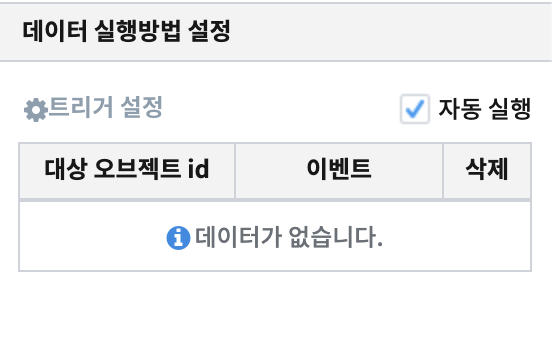 데이터 실행방법 설정
트리거 설정 자동 실행
대상 오브젝트 id 이벤트 삭제
데이터가 없습니다.